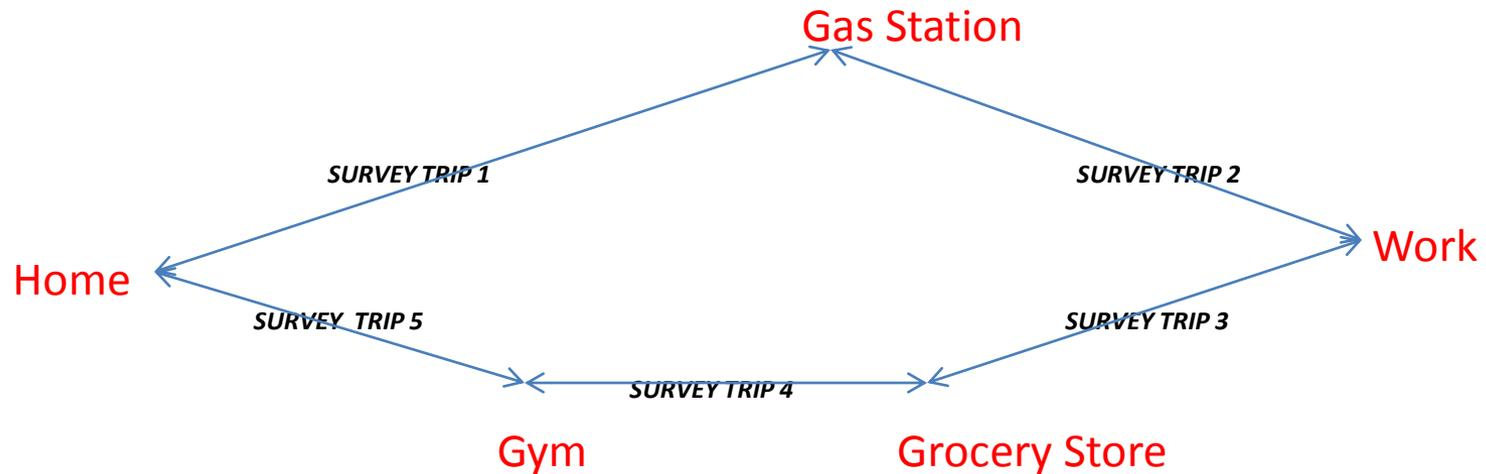 Gas Station
SURVEY TRIP 1
SURVEY TRIP 2
Work
Home
SURVEY TRIP 5
SURVEY TRIP 3
SURVEY TRIP 4
Gym
Grocery Store